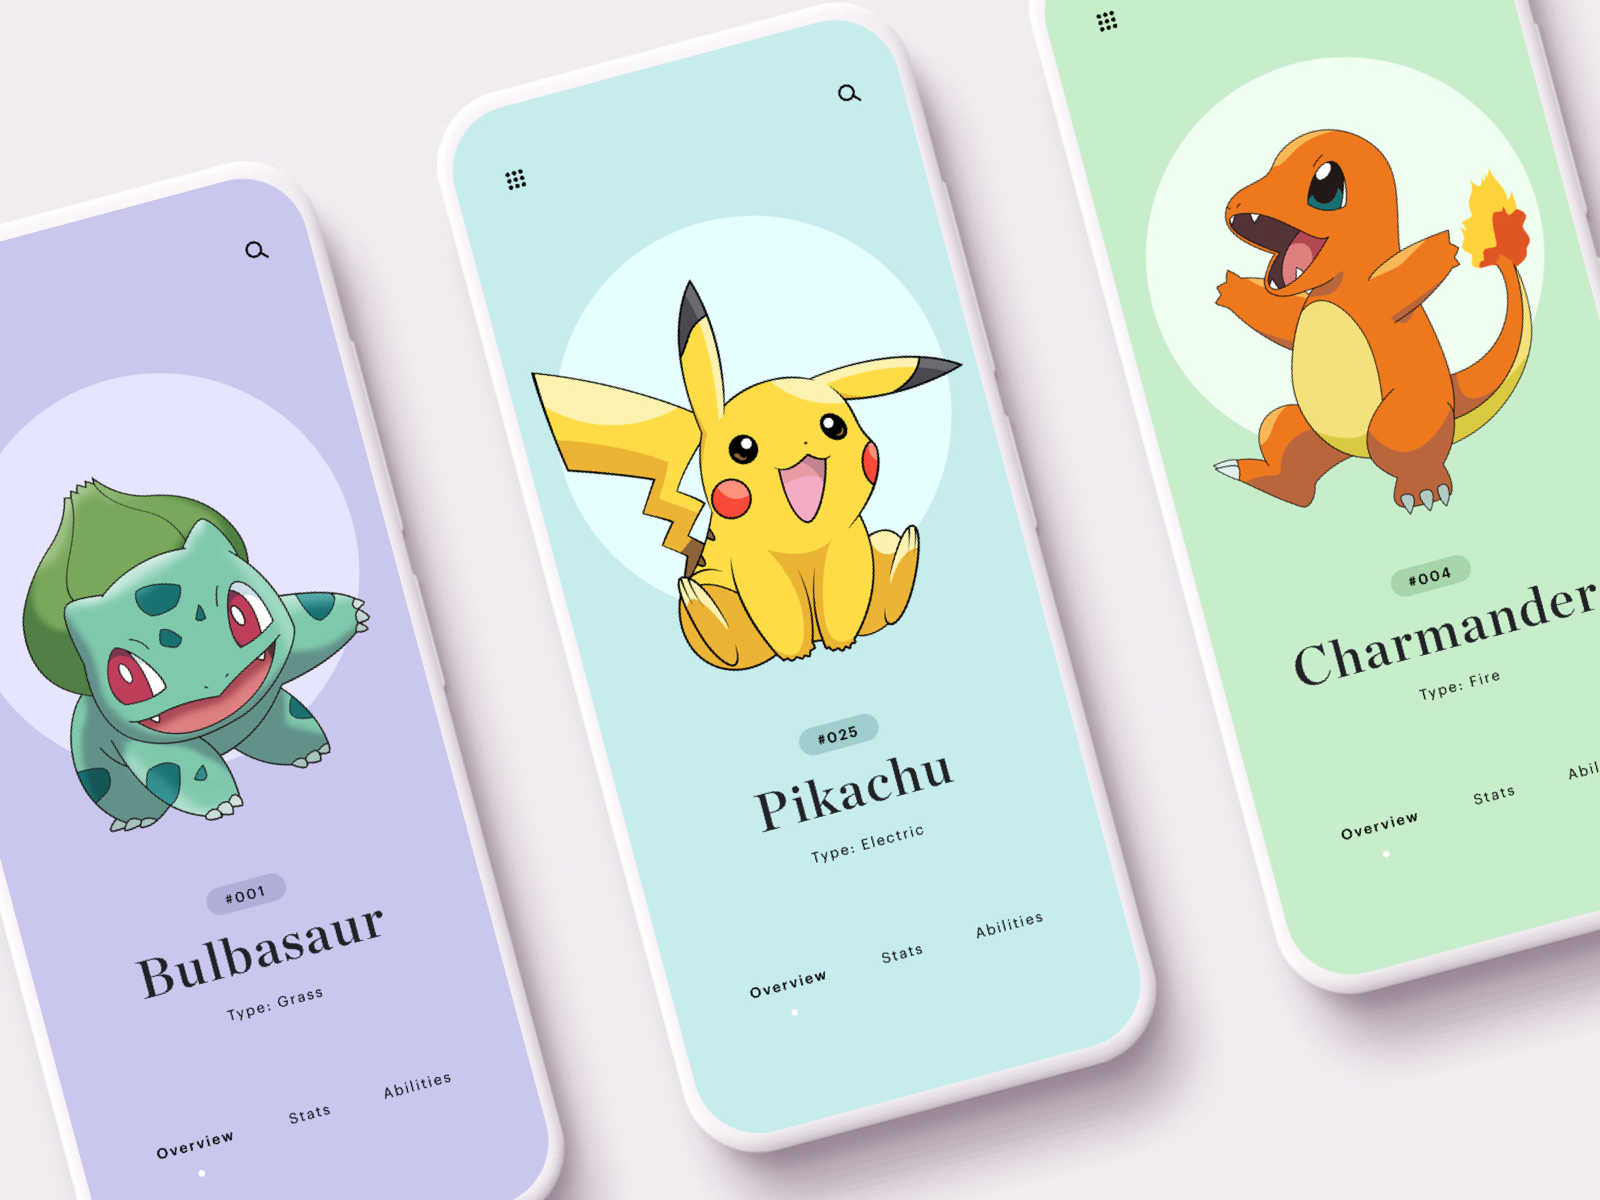 #001
Bulbasaur
Type: Grass
Overview
Stats
Abilities
#025
Pikachu
Type: Electric
Overview
Stats
Abilities
#004
Charmander
Type: Fire
Overview
Stats
Abil